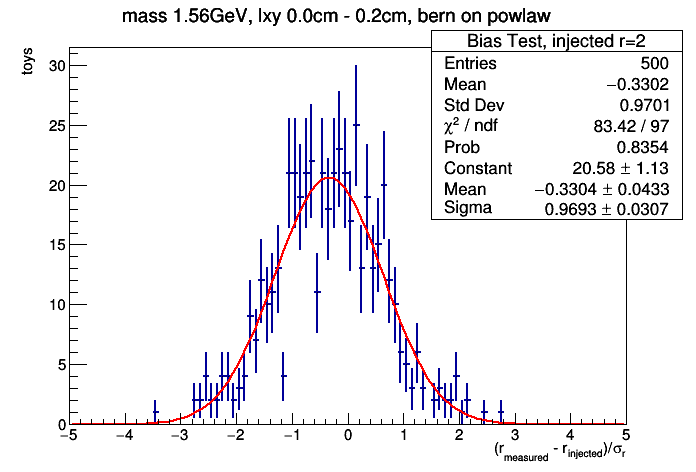 mass 1.56GeV, lxy 0.0cm - 0.2cm, bern on powlaw
Bias Test, injected r=2
Entries 500
Mean −0.3302
Std Dev 0.9701
χ² / ndf 83.42 / 97
Prob 0.8354
Constant 20.58 ± 1.13
Mean −0.3304 ± 0.0433
Sigma 0.9693 ± 0.0307
toys
30
25
20
15
10
5
0
−5 −4 −3 −2 −1 0 1 2 3 4 5
(r_measured - r_injected)/σ_r